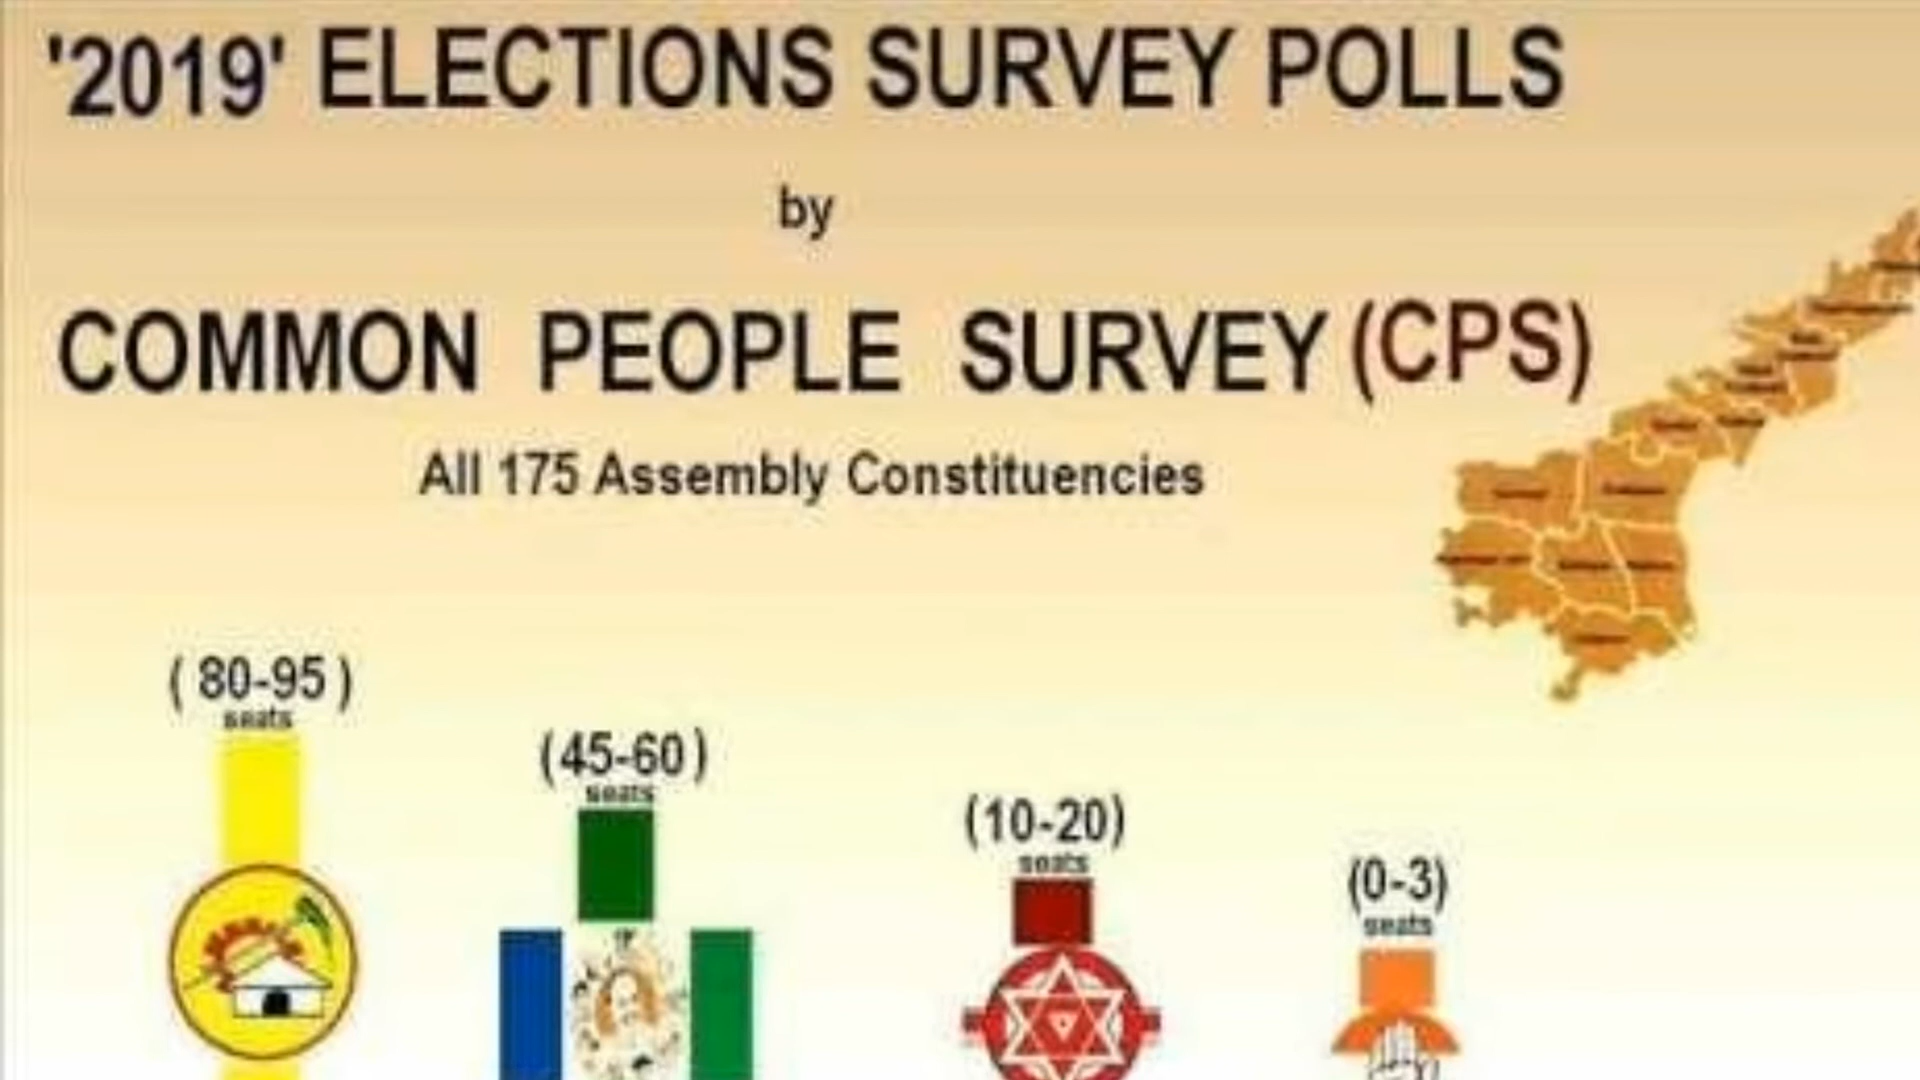 '2019' ELECTIONS SURVEY POLLS
by
COMMON PEOPLE SURVEY (CPS)
All 175 Assembly Constituencies
( 80-95 )
seats
(45-60)
seats
(10-20)
seats
(0-3)
seats